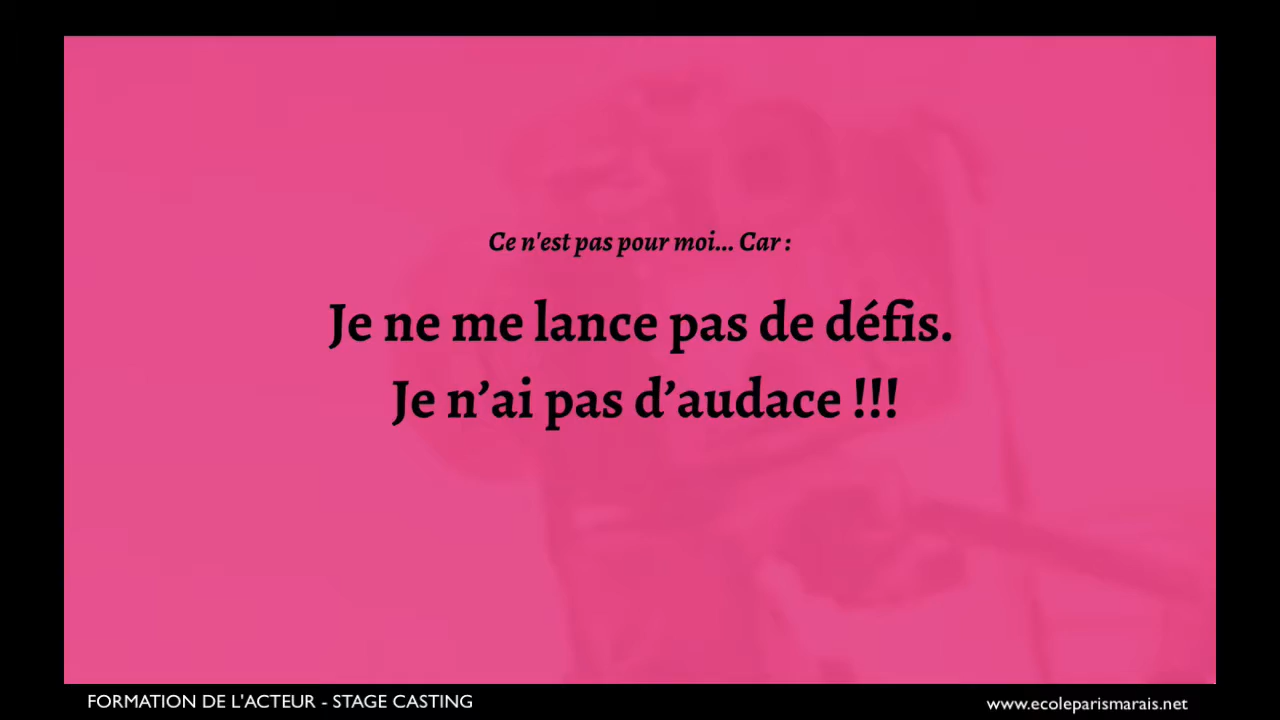 Ce n'est pas pour moi... Car :
Je ne me lance pas de défis.
Je n’ai pas d’audace !!!
FORMATION DE L'ACTEUR - STAGE CASTING
www.ecoleparismarais.net